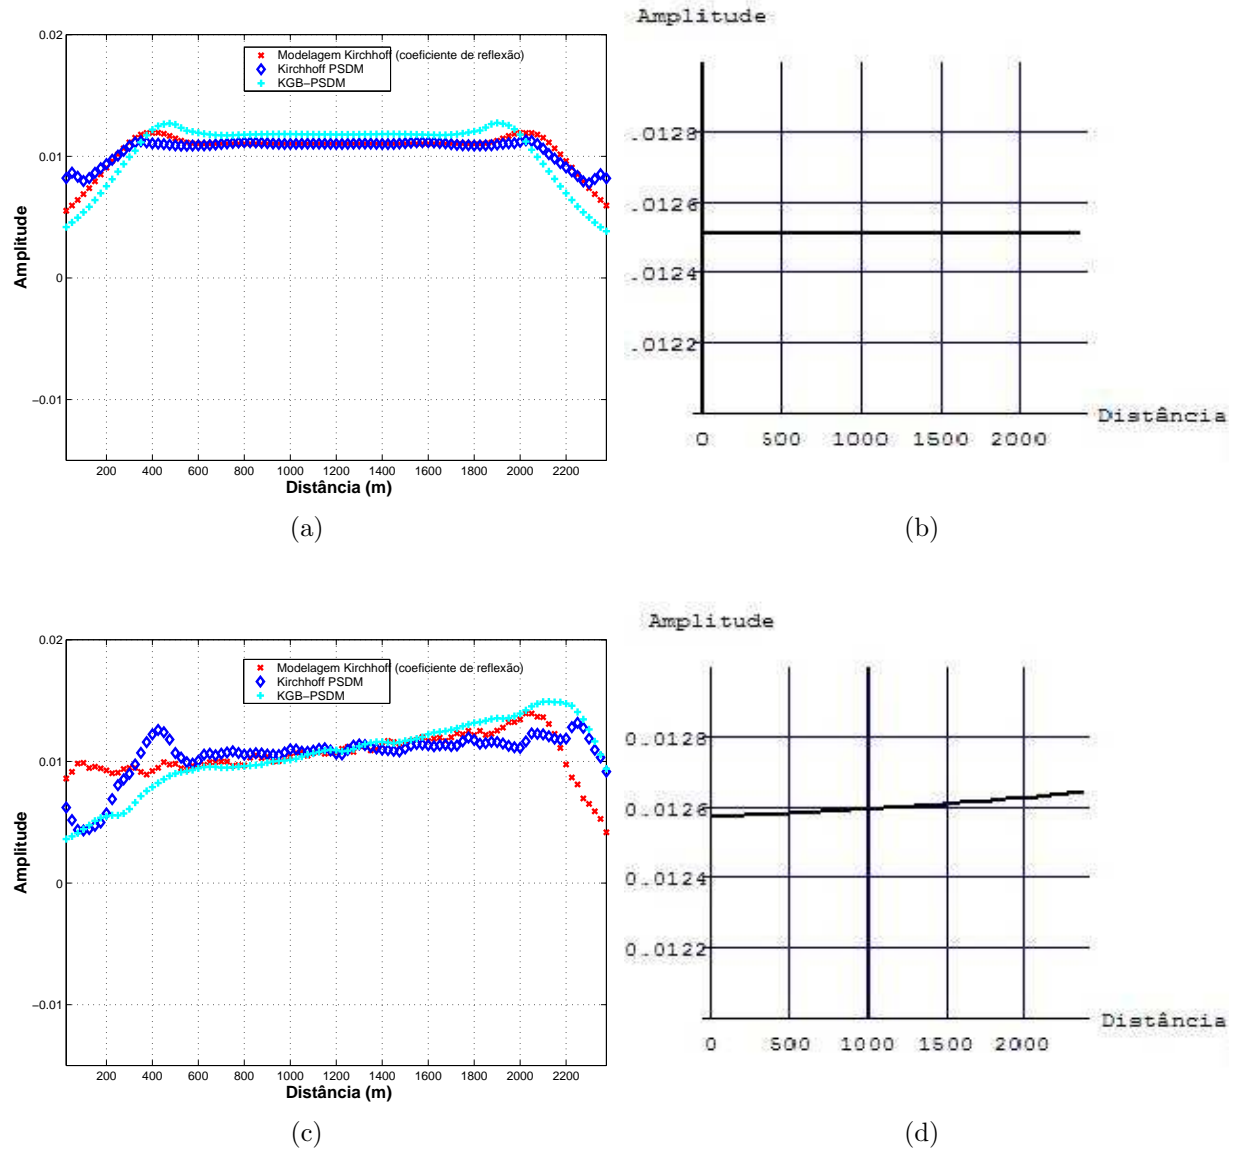 0.02
0.01
0
−0.01
Amplitude
Modelagem Kirchhoff (coeficiente de reflexão)
Kirchhoff PSDM
KGB−PSDM
200 400 600 800 1000 1200 1400 1600 1800 2000 2200
Distância (m)
(a)
Amplitude
.0128
.0126
.0124
.0122
0 500 1000 1500 2000
Distância
(b)
0.02
0.01
0
−0.01
Amplitude
Modelagem Kirchhoff (coeficiente de reflexão)
Kirchhoff PSDM
KGB−PSDM
200 400 600 800 1000 1200 1400 1600 1800 2000 2200
Distância (m)
(c)
Amplitude
0.0128
0.0126
0.0124
0.0122
0 500 1000 1500 2000
Distância
(d)